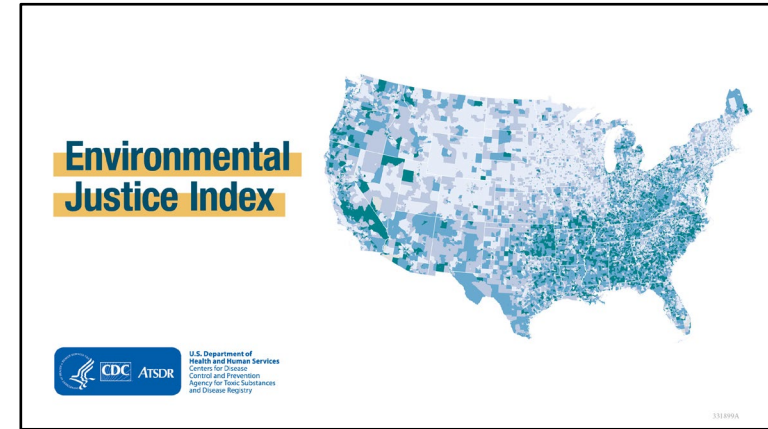 Environmental
Justice Index
CDC
ATSDR
U.S. Department of
Health and Human Services
Centers for Disease
Control and Prevention
Agency for Toxic Substances
and Disease Registry
331899A